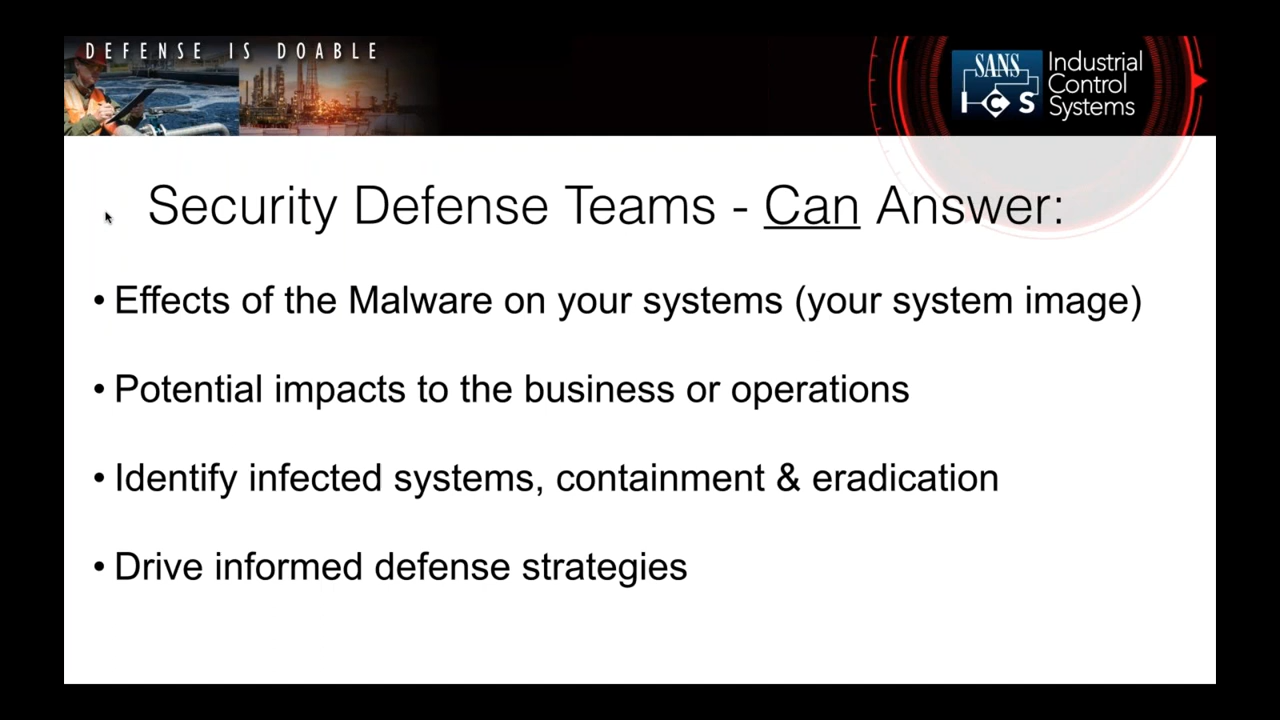 DEFENSE IS DOABLE
SANS
ICS
Industrial
Control
Systems
Security Defense Teams - Can Answer:
• Effects of the Malware on your systems (your system image)
• Potential impacts to the business or operations
• Identify infected systems, containment & eradication
• Drive informed defense strategies